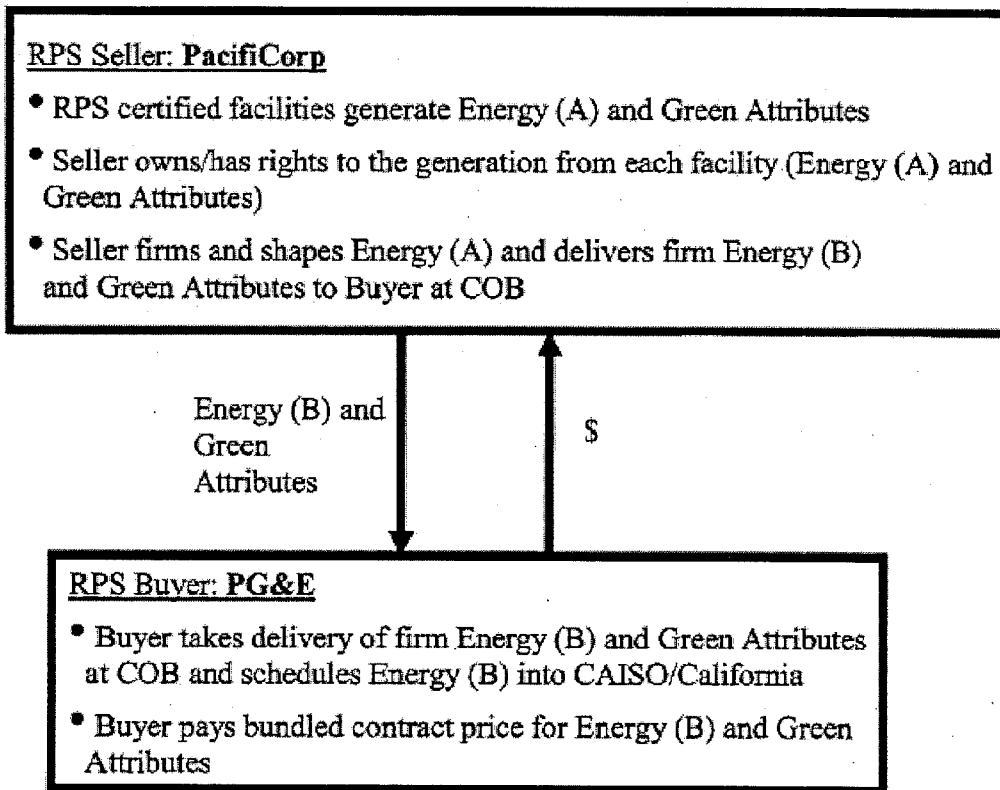 RPS Seller: PacifiCorp
• RPS certified facilities generate Energy (A) and Green Attributes
• Seller owns/has rights to the generation from each facility (Energy (A) and
Green Attributes)
• Seller firms and shapes Energy (A) and delivers firm Energy (B)
and Green Attributes to Buyer at COB
Energy (B) and
Green
Attributes
$
RPS Buyer: PG&E
• Buyer takes delivery of firm Energy (B) and Green Attributes
at COB and schedules Energy (B) into CAISO/California
• Buyer pays bundled contract price for Energy (B) and Green
Attributes